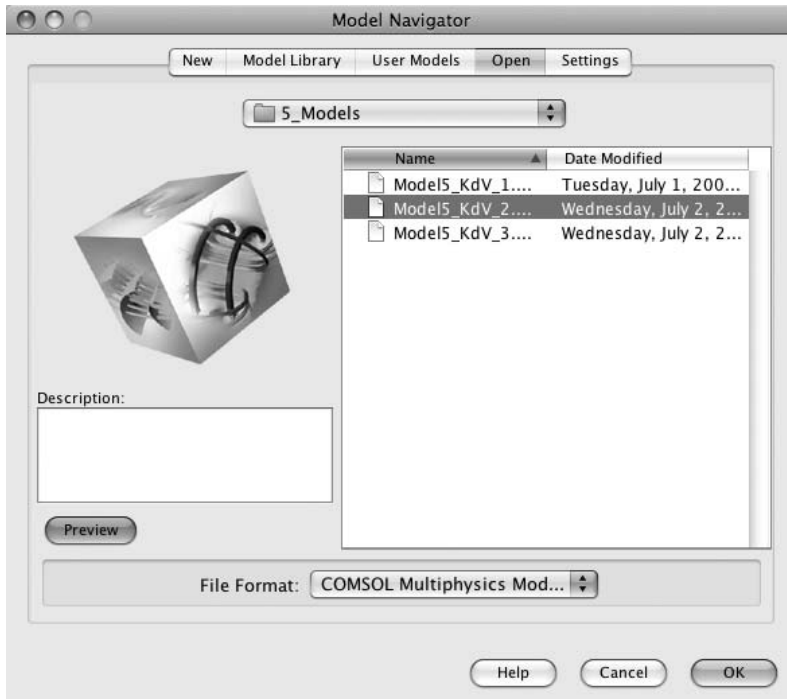 Model Navigator
New Model Library User Models Open Settings
5_Models
Name Date Modified
Model5_KdV_1.... Tuesday, July 1, 200...
Model5_KdV_2.... Wednesday, July 2, 2...
Model5_KdV_3.... Wednesday, July 2, 2...
Description:
Preview
File Format: COMSOL Multiphysics Mod...
Help Cancel OK